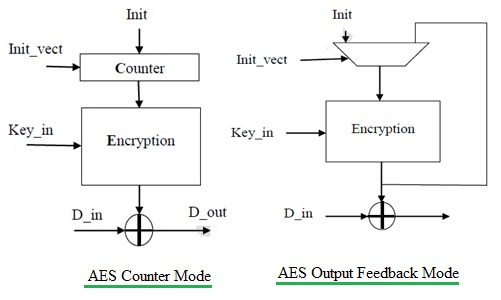 Init
Init_vect
Counter
Key_in
Encryption
D_in
D_out
AES Counter Mode
Init
Init_vect
Key_in
Encryption
D_in
AES Output Feedback Mode